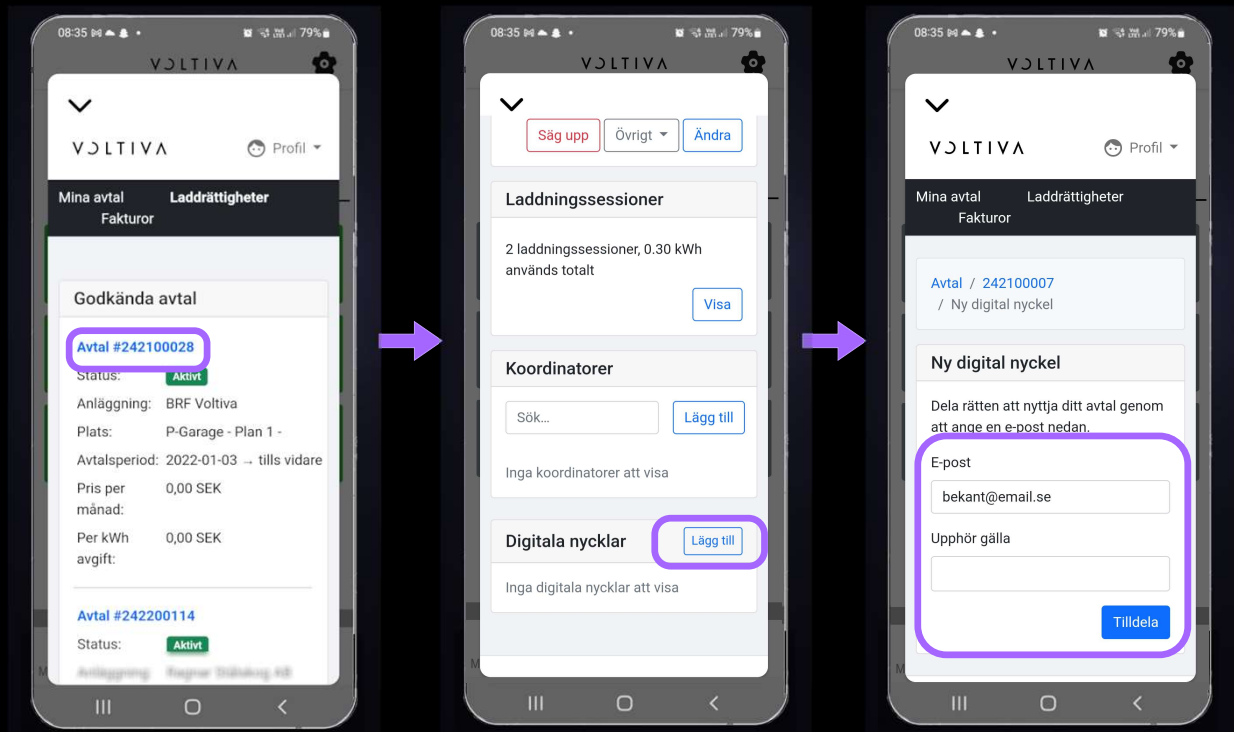 08:35
79%
VOLTIVA
VOLTIVA
Profil
Mina avtal
Laddrättigheter
Fakturor
Godkända avtal
Avtal #242100028
Status: Aktivt
Anläggning: BRF Voltiva
Plats: P-Garage - Plan 1 -
Avtalsperiod: 2022-01-03 → tills vidare
Pris per 0,00 SEK
månad:
Per kWh 0,00 SEK
avgift:
Avtal #242200114
Status: Aktivt
08:35
79%
VOLTIVA
Säg upp
Övrigt
Ändra
Laddningssessioner
2 laddningssessioner, 0.30 kWh
används totalt
Visa
Koordinatorer
Sök...
Lägg till
Inga koordinatorer att visa
Digitala nycklar
Lägg till
Inga digitala nycklar att visa
08:35
79%
VOLTIVA
VOLTIVA
Profil
Mina avtal
Laddrättigheter
Fakturor
Avtal / 242100007
/ Ny digital nyckel
Ny digital nyckel
Dela rätten att nyttja ditt avtal genom
att ange en e-post nedan.
E-post
bekant@email.se
Upphör gälla
Tilldela